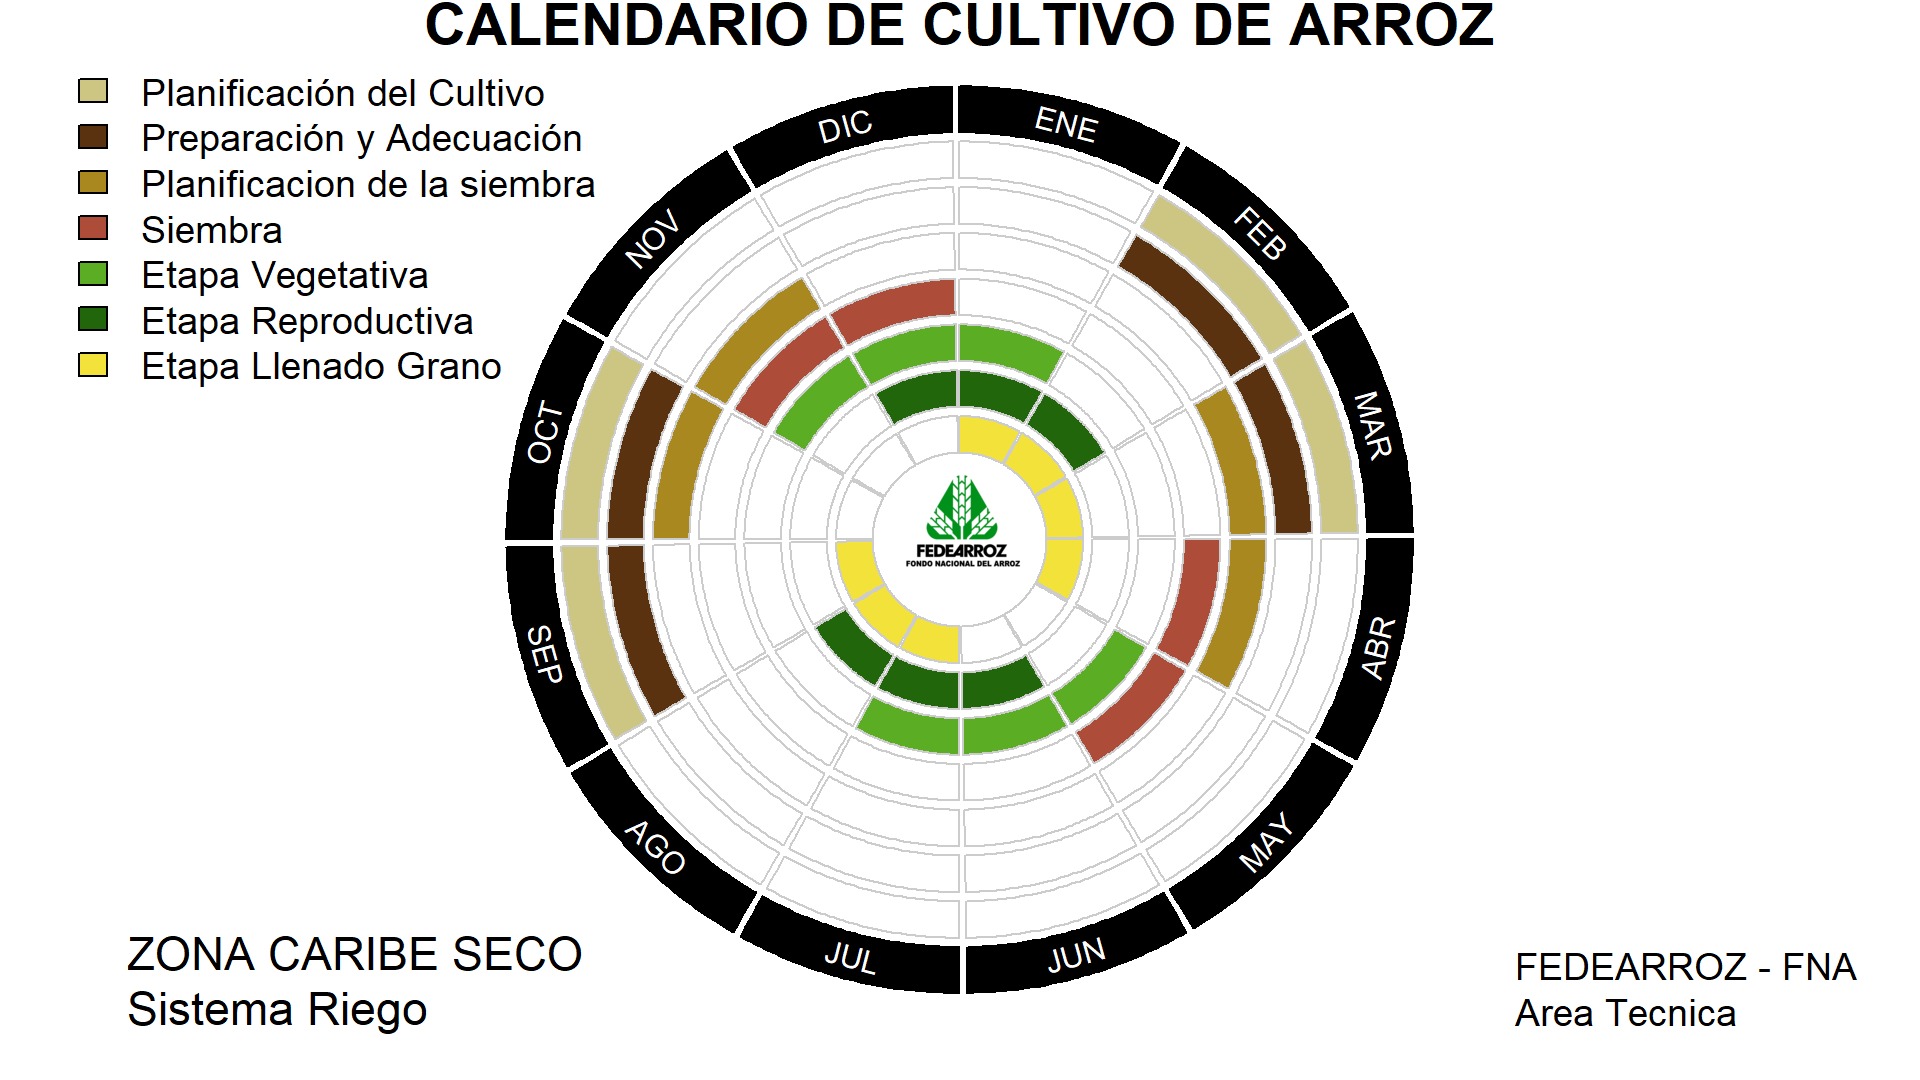 CALENDARIO DE CULTIVO DE ARROZ
Planificación del Cultivo
Preparación y Adecuación
Planificacion de la siembra
Siembra
Etapa Vegetativa
Etapa Reproductiva
Etapa Llenado Grano
ENE
FEB
MAR
ABR
MAY
JUN
JUL
AGO
SEP
OCT
NOV
DIC
FEDEARROZ
FONDO NACIONAL DEL ARROZ
ZONA CARIBE SECO
Sistema Riego
FEDEARROZ - FNA
Area Tecnica